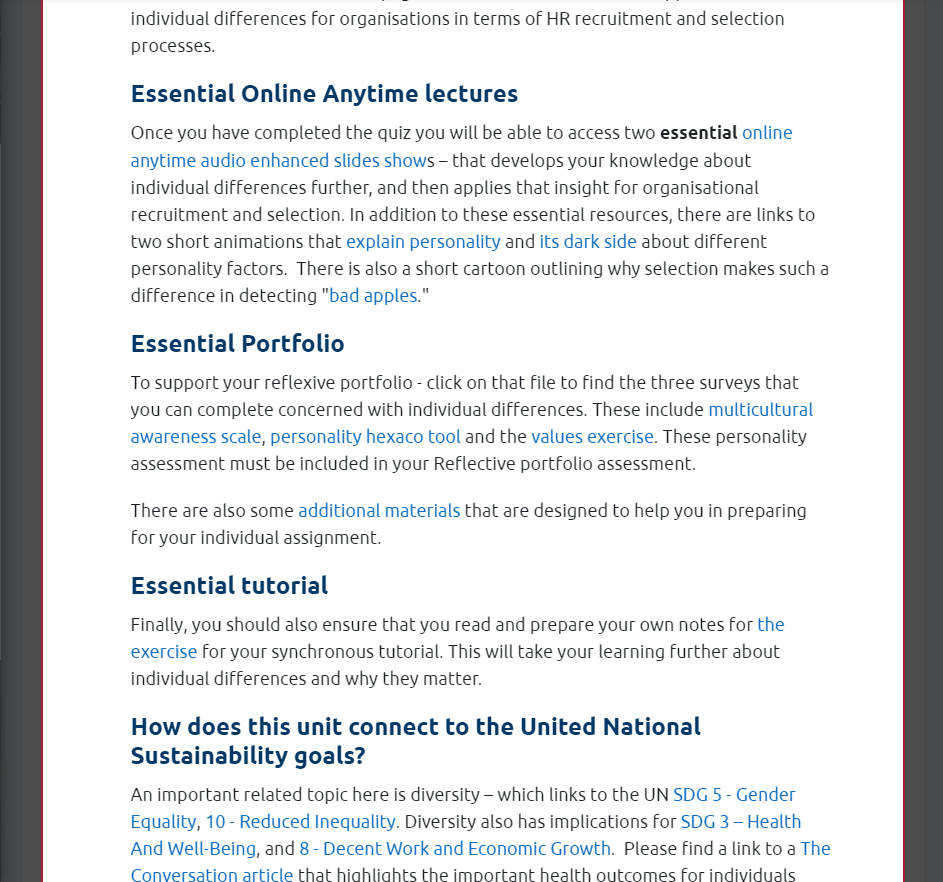 individual differences for organisations in terms of HR recruitment and selection
processes.
Essential Online Anytime lectures
Once you have completed the quiz you will be able to access two essential online
anytime audio enhanced slides shows – that develops your knowledge about
individual differences further, and then applies that insight for organisational
recruitment and selection. In addition to these essential resources, there are links to
two short animations that explain personality and its dark side about different
personality factors.  There is also a short cartoon outlining why selection makes such a
difference in detecting "bad apples."
Essential Portfolio
To support your reflexive portfolio - click on that file to find the three surveys that
you can complete concerned with individual differences. These include multicultural
awareness scale, personality hexaco tool and the values exercise. These personality
assessment must be included in your Reflective portfolio assessment.
There are also some additional materials that are designed to help you in preparing
for your individual assignment.
Essential tutorial
Finally, you should also ensure that you read and prepare your own notes for the
exercise for your synchronous tutorial. This will take your learning further about
individual differences and why they matter.
How does this unit connect to the United National
Sustainability goals?
An important related topic here is diversity – which links to the UN SDG 5 - Gender
Equality, 10 - Reduced Inequality. Diversity also has implications for SDG 3 – Health
And Well-Being, and 8 - Decent Work and Economic Growth.  Please find a link to a The
Conversation article that highlights the important health outcomes for individuals